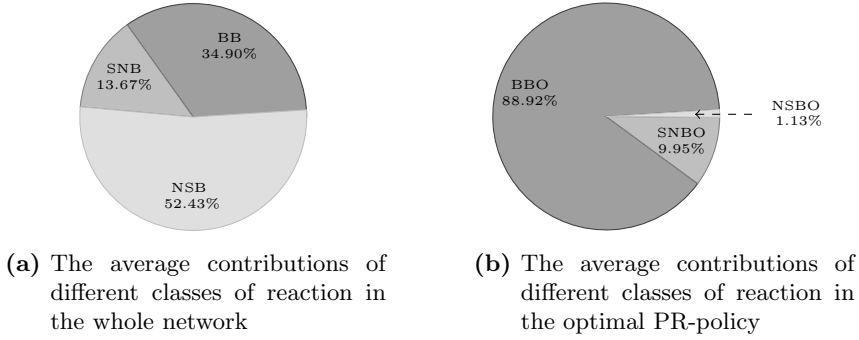 BB
34.90%
SNB
13.67%
NSB
52.43%
BBO
88.92%
NSBO
1.13%
SNBO
9.95%
(a) The average contributions of
different classes of reaction in
the whole network
(b) The average contributions of
different classes of reaction in
the optimal PR-policy